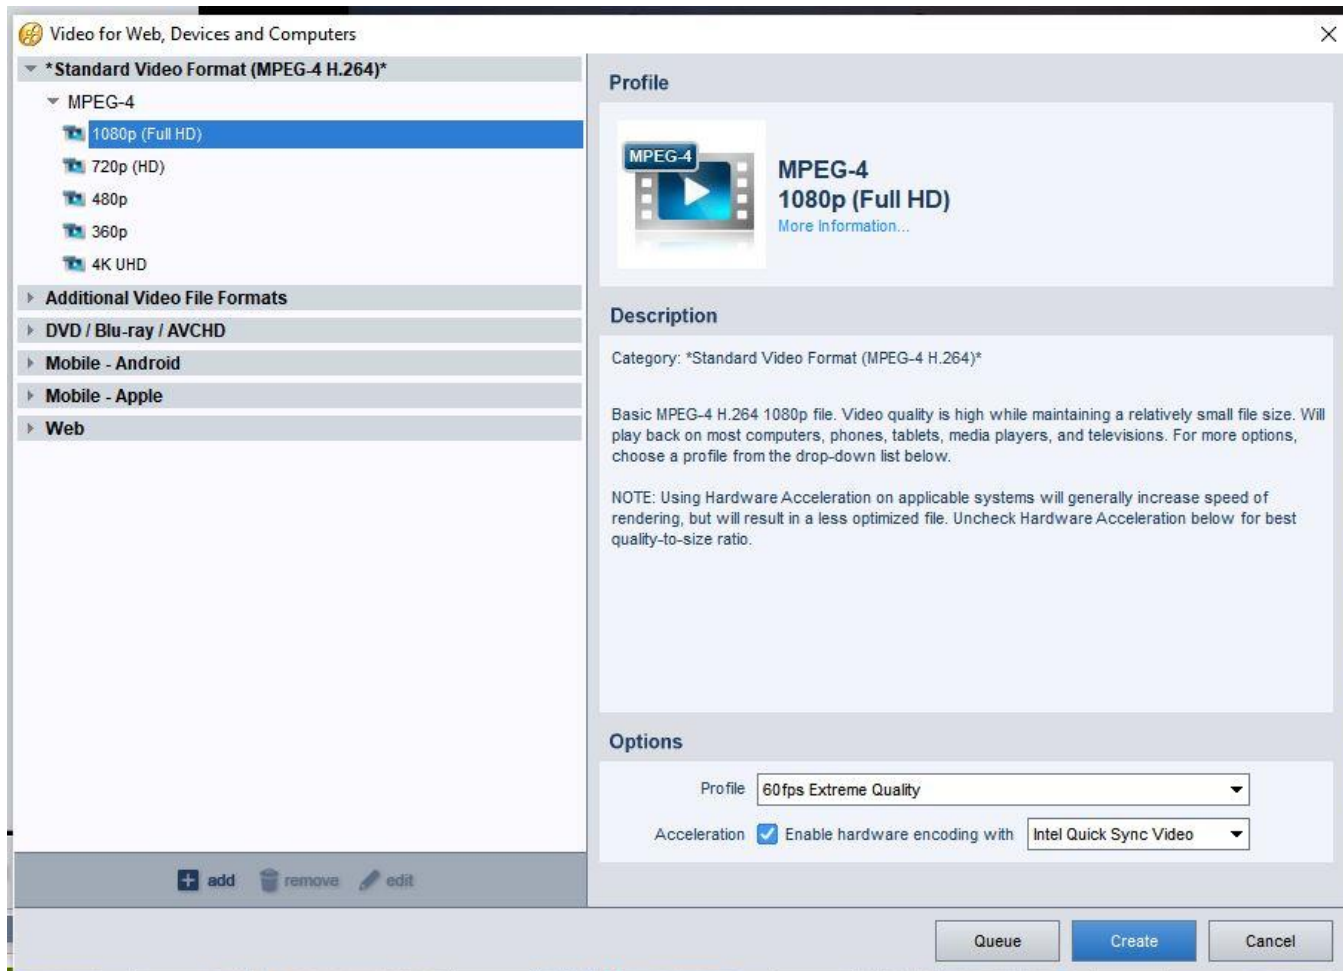 Video for Web, Devices and Computers
*Standard Video Format (MPEG-4 H.264)*
MPEG-4
1080p (Full HD)
720p (HD)
480p
360p
4K UHD
Additional Video File Formats
DVD / Blu-ray / AVCHD
Mobile - Android
Mobile - Apple
Web
add remove edit
Profile
MPEG-4
MPEG-4
1080p (Full HD)
More Information...
Description
Category: *Standard Video Format (MPEG-4 H.264)*
Basic MPEG-4 H.264 1080p file. Video quality is high while maintaining a relatively small file size. Will
play back on most computers, phones, tablets, media players, and televisions. For more options,
choose a profile from the drop-down list below.
NOTE: Using Hardware Acceleration on applicable systems will generally increase speed of
rendering, but will result in a less optimized file. Uncheck Hardware Acceleration below for best
quality-to-size ratio.
Options
Profile 60fps Extreme Quality
Acceleration Enable hardware encoding with Intel Quick Sync Video
Queue Create Cancel